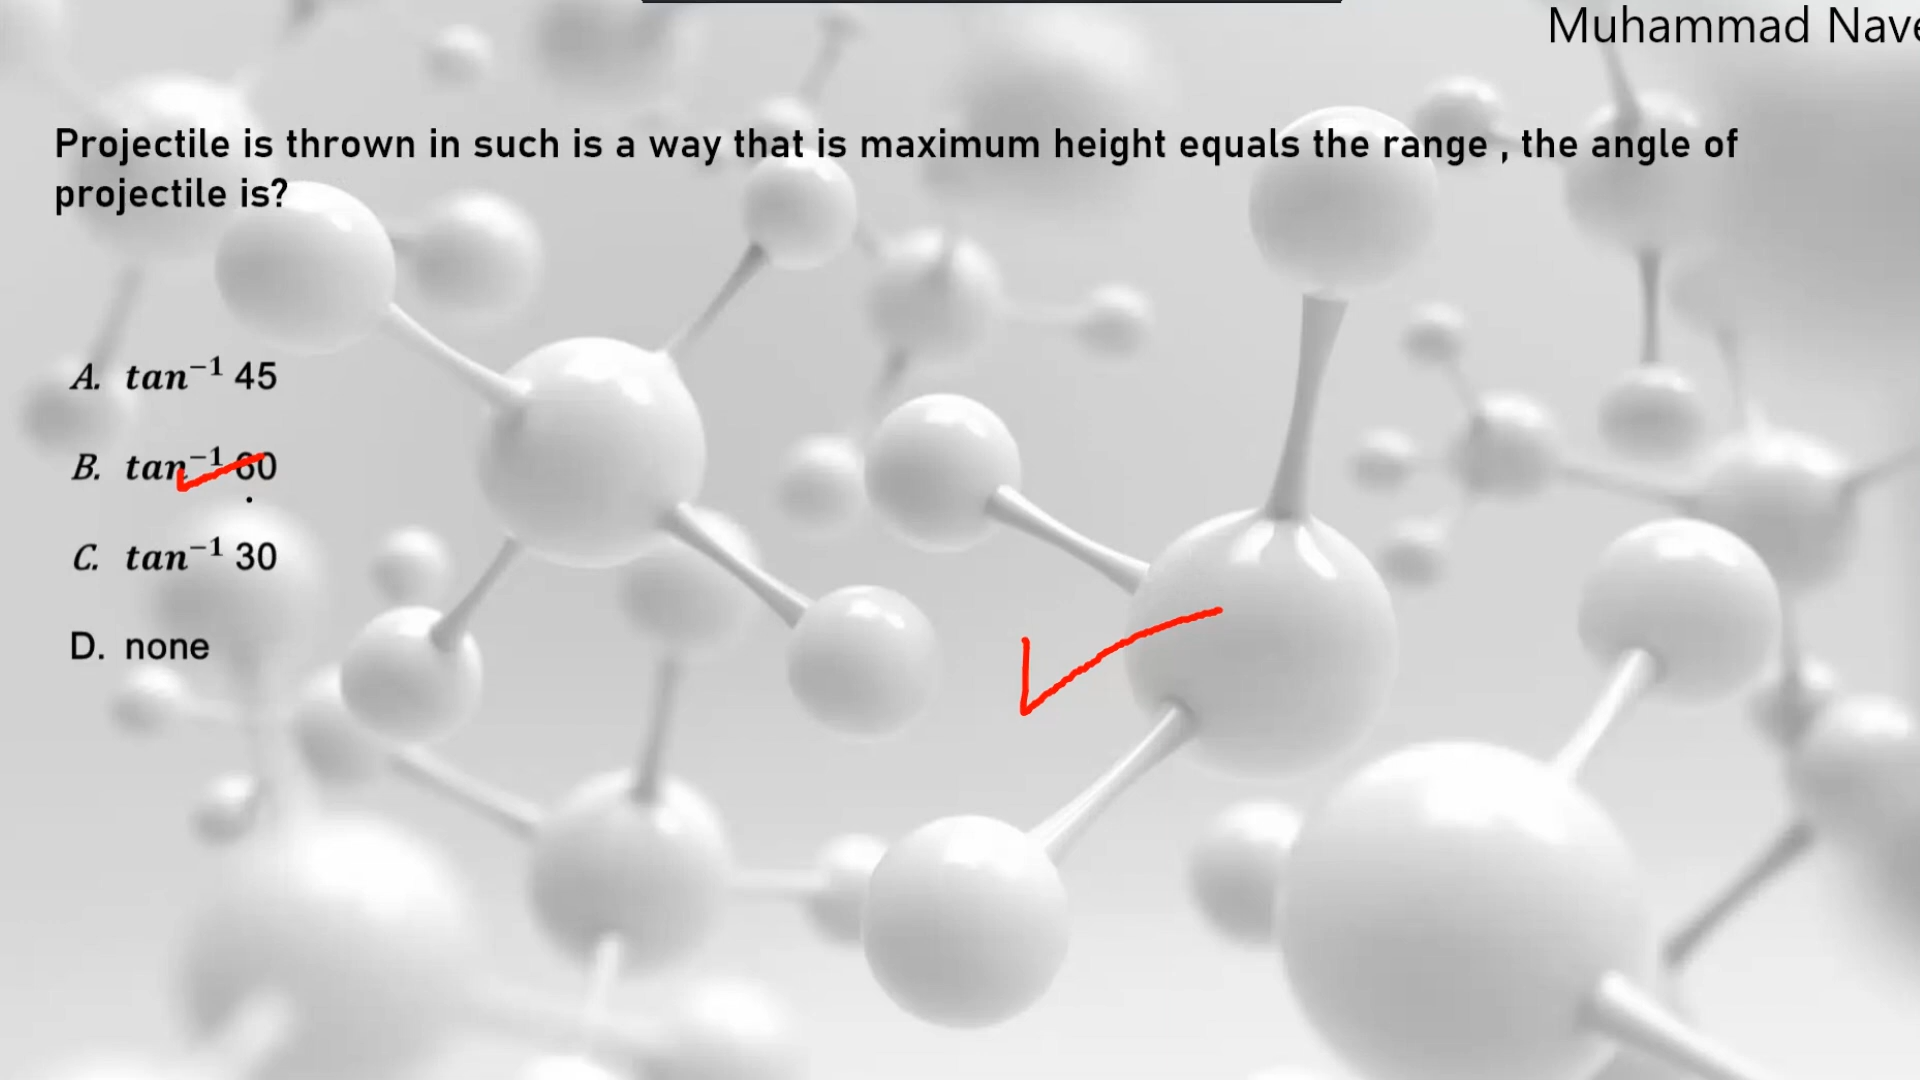 Muhammad Nave
Projectile is thrown in such is a way that is maximum height equals the range , the angle of
projectile is?
A. tan⁻¹ 45
B. tan⁻¹ 60
C. tan⁻¹ 30
D. none